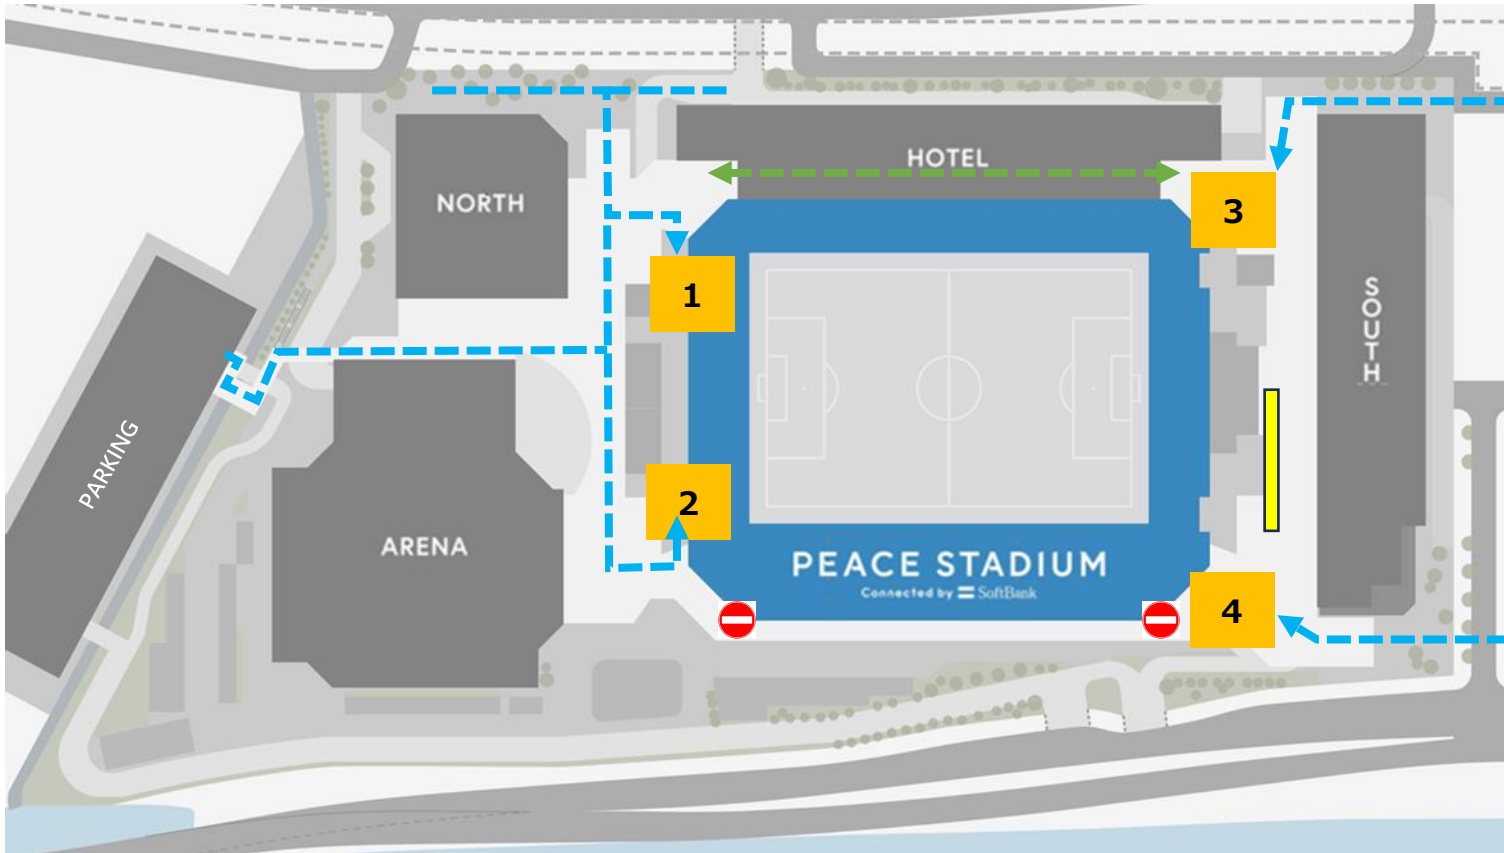 HOTEL
NORTH
3
1
SOUTH
PARKING
2
ARENA
PEACE STADIUM
Connected by SoftBank
4